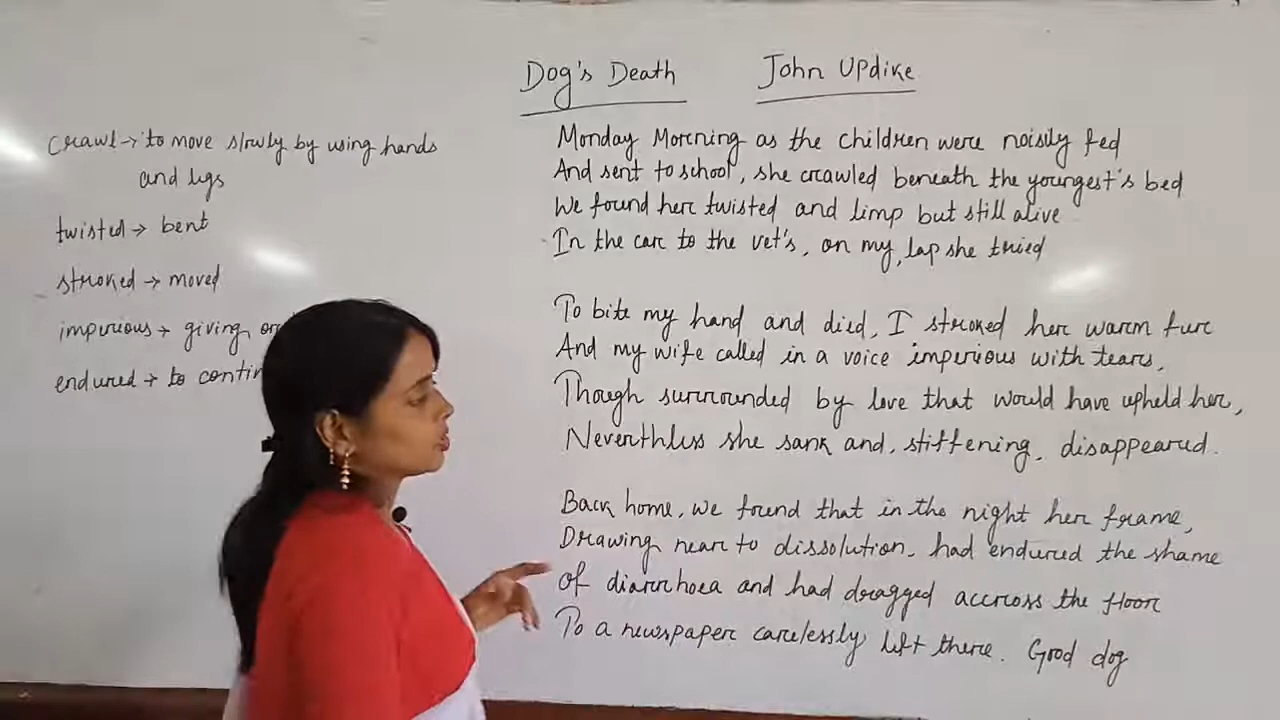 Dog's Death John Updike
crawl → to move slowly by using hands
and legs
twisted → bent
stroked → moved
imperious → giving
endured → to
Monday Morning as the children were noisily fed
And sent to school, she crawled beneath the youngest's bed
We found her twisted and limp but still alive
In the car to the vet's, on my, lap she tried
To bite my hand and died, I stroked her warm fur
And my wife called in a voice imperious with tears,
Though surrounded by love that would have upheld her,
Neverthless she sank and, stiffening, disappeared.
Back home, we found that in the night her frame,
Drawing near to dissolution, had endured the shame
of diarrhoea and had dragged accross the floor
To a newspaper carelessly left there. Good dog